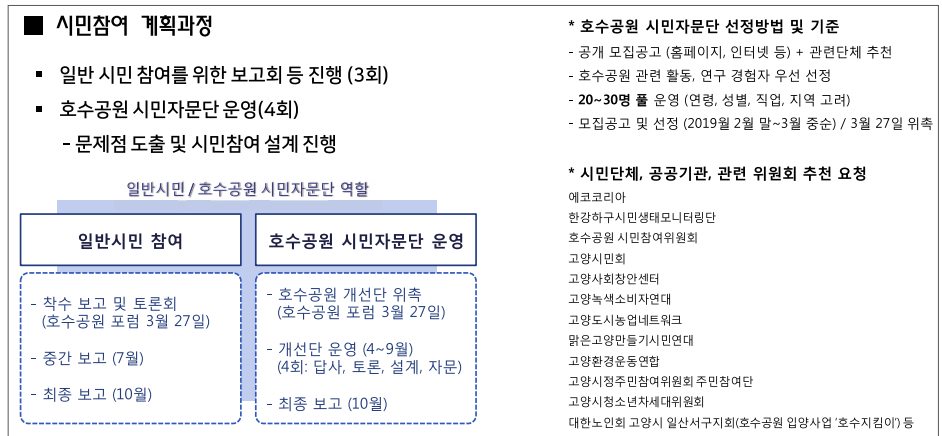 ■ 시민참여 계획과정
▪ 일반 시민 참여를 위한 보고회 등 진행 (3회)
▪ 호수공원 시민자문단 운영(4회)
– 문제점 도출 및 시민참여 설계 진행
일반시민 / 호수공원 시민자문단 역할
일반시민 참여
- 착수 보고 및 토론회
(호수공원 포럼 3월 27일)
- 중간 보고 (7월)
- 최종 보고 (10월)
호수공원 시민자문단 운영
- 호수공원 개선단 위촉
(호수공원 포럼 3월 27일)
- 개선단 운영 (4~9월)
(4회: 답사, 토론, 설계, 자문)
- 최종 보고 (10월)
* 호수공원 시민자문단 선정방법 및 기준
- 공개 모집공고 (홈페이지, 인터넷 등) + 관련단체 추천
- 호수공원 관련 활동, 연구 경험자 우선 선정
- 20~30명 풀 운영 (연령, 성별, 직업, 지역 고려)
- 모집공고 및 선정 (2019월 2월 말~3월 중순) / 3월 27일 위촉
* 시민단체, 공공기관, 관련 위원회 추천 요청
에코코리아
한강하구시민생태모니터링단
호수공원 시민참여위원회
고양시민회
고양사회창안센터
고양녹색소비자연대
고양도시농업네트워크
맑은고양만들기시민연대
고양환경운동연합
고양시정주민참여위원회 주민참여단
고양시청소년차세대위원회
대한노인회 고양시 일산서구지회(호수공원 입양사업 '호수지킴이') 등